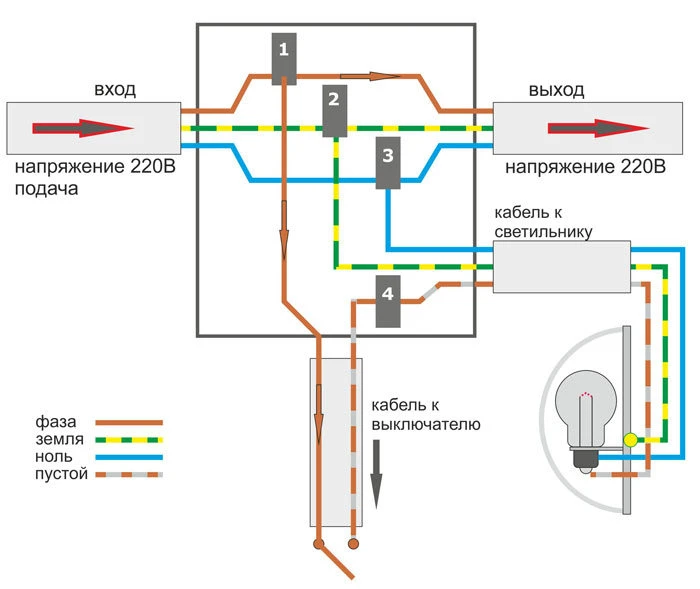 1
вход
выход
2
3
напряжение 220В
подача
напряжение 220В
кабель к
светильнику
4
кабель к
выключателю
фаза
земля
ноль
пустой